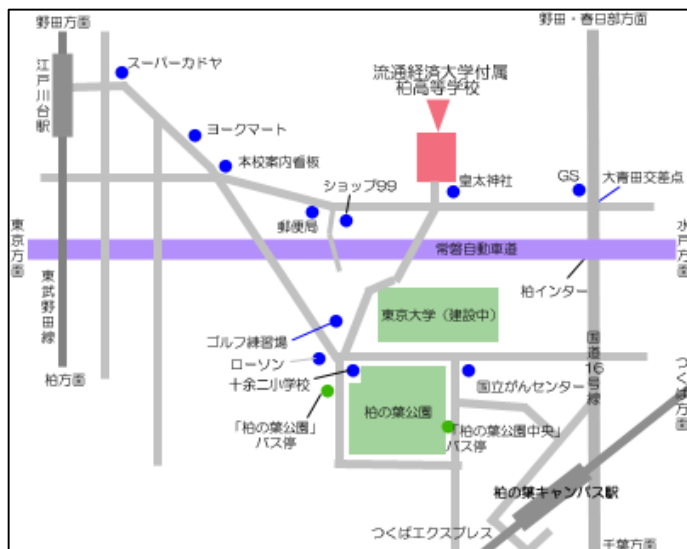 野田方面
野田・春日部方面
スーパーカドヤ
江戸川台駅
流通経済大学付属
柏高等学校
ヨークマート
本校案内看板
ショップ99
皇太神社
GS
大青田交差点
郵便局
東京方面
常磐自動車道
水戸方面
東武野田線
柏インター
東京大学（建設中）
ゴルフ練習場
国道16号線
ローソン
つくば方面
柏方面
十余二小学校
国立がんセンター
柏の葉公園
「柏の葉公園」
バス停
「柏の葉公園中央」
バス停
柏の葉キャンパス駅
つくばエクスプレス
千葉方面